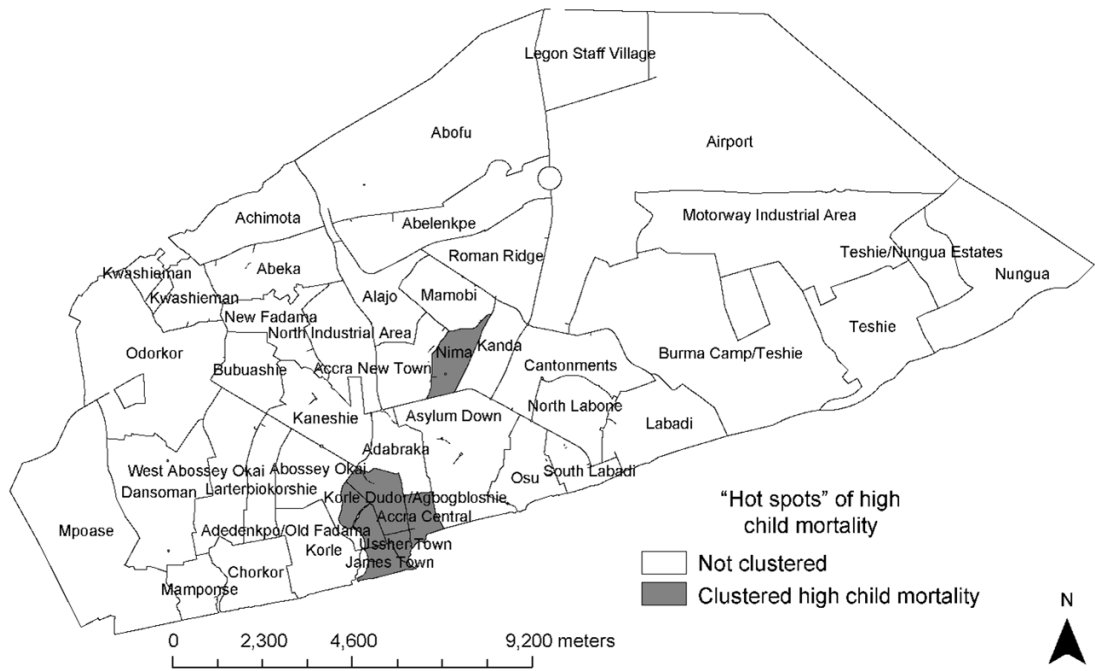 Legon Staff Village
Abofu
Airport
Achimota
Abelenkpe
Motorway Industrial Area
Roman Ridge
Teshie/Nungua Estates
Kwashieman
Abeka
Nungua
Kwashieman
Alajo
Mamobi
New Fadama
North Industrial Area
Teshie
Odorkor
Nima
Kanda
Burma Camp/Teshie
Bubuashie
Accra New Town
Cantonments
Kaneshie
Asylum Down
North Labone
Labadi
Adabraka
West Abossey Okai
Abossey Okai
South Labadi
Osu
Dansoman
Larterbiokorshie
Korle Dudor/Agbogbloshie
Accra Central
Mpoase
Adedenkpo/Old Fadama
Korle
Ussher Town
James Town
Chorkor
Mamponse
“Hot spots” of high
child mortality
Not clustered
Clustered high child mortality
N
0 2,300 4,600 9,200 meters